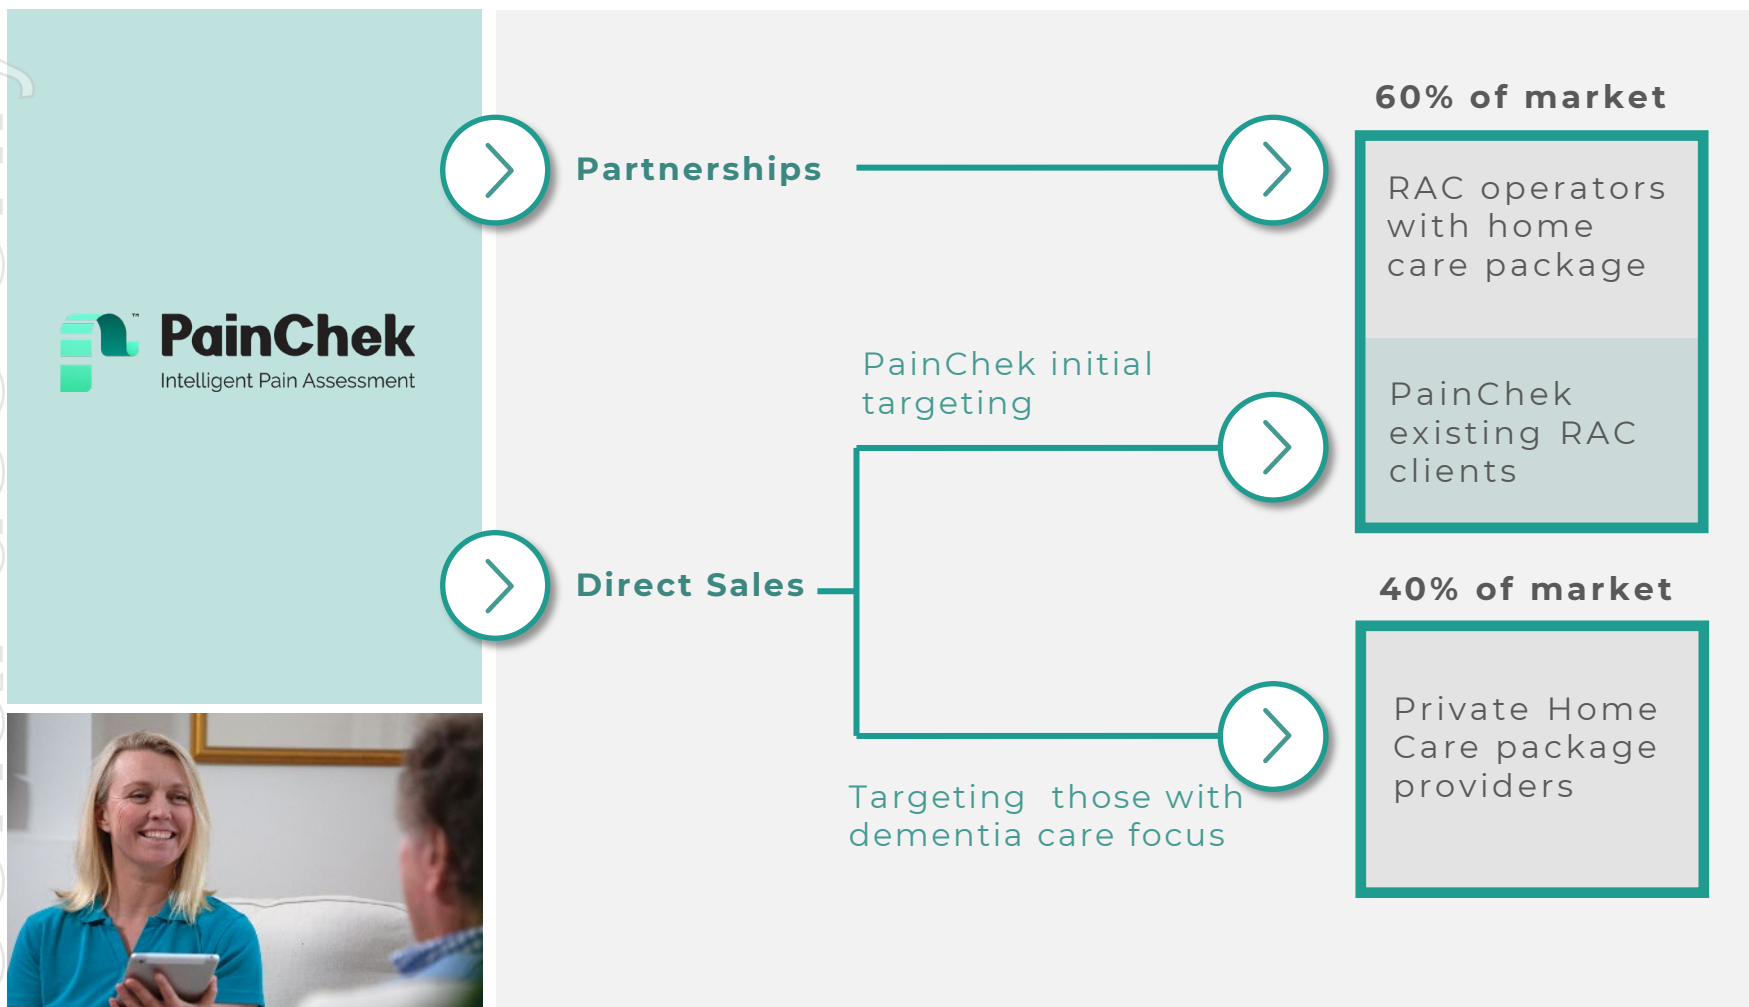 PainChek
™
Intelligent Pain Assessment
Partnerships
Direct Sales
PainChek initial
targeting
Targeting those with
dementia care focus
60% of market
RAC operators
with home
care package
PainChek
existing RAC
clients
40% of market
Private Home
Care package
providers